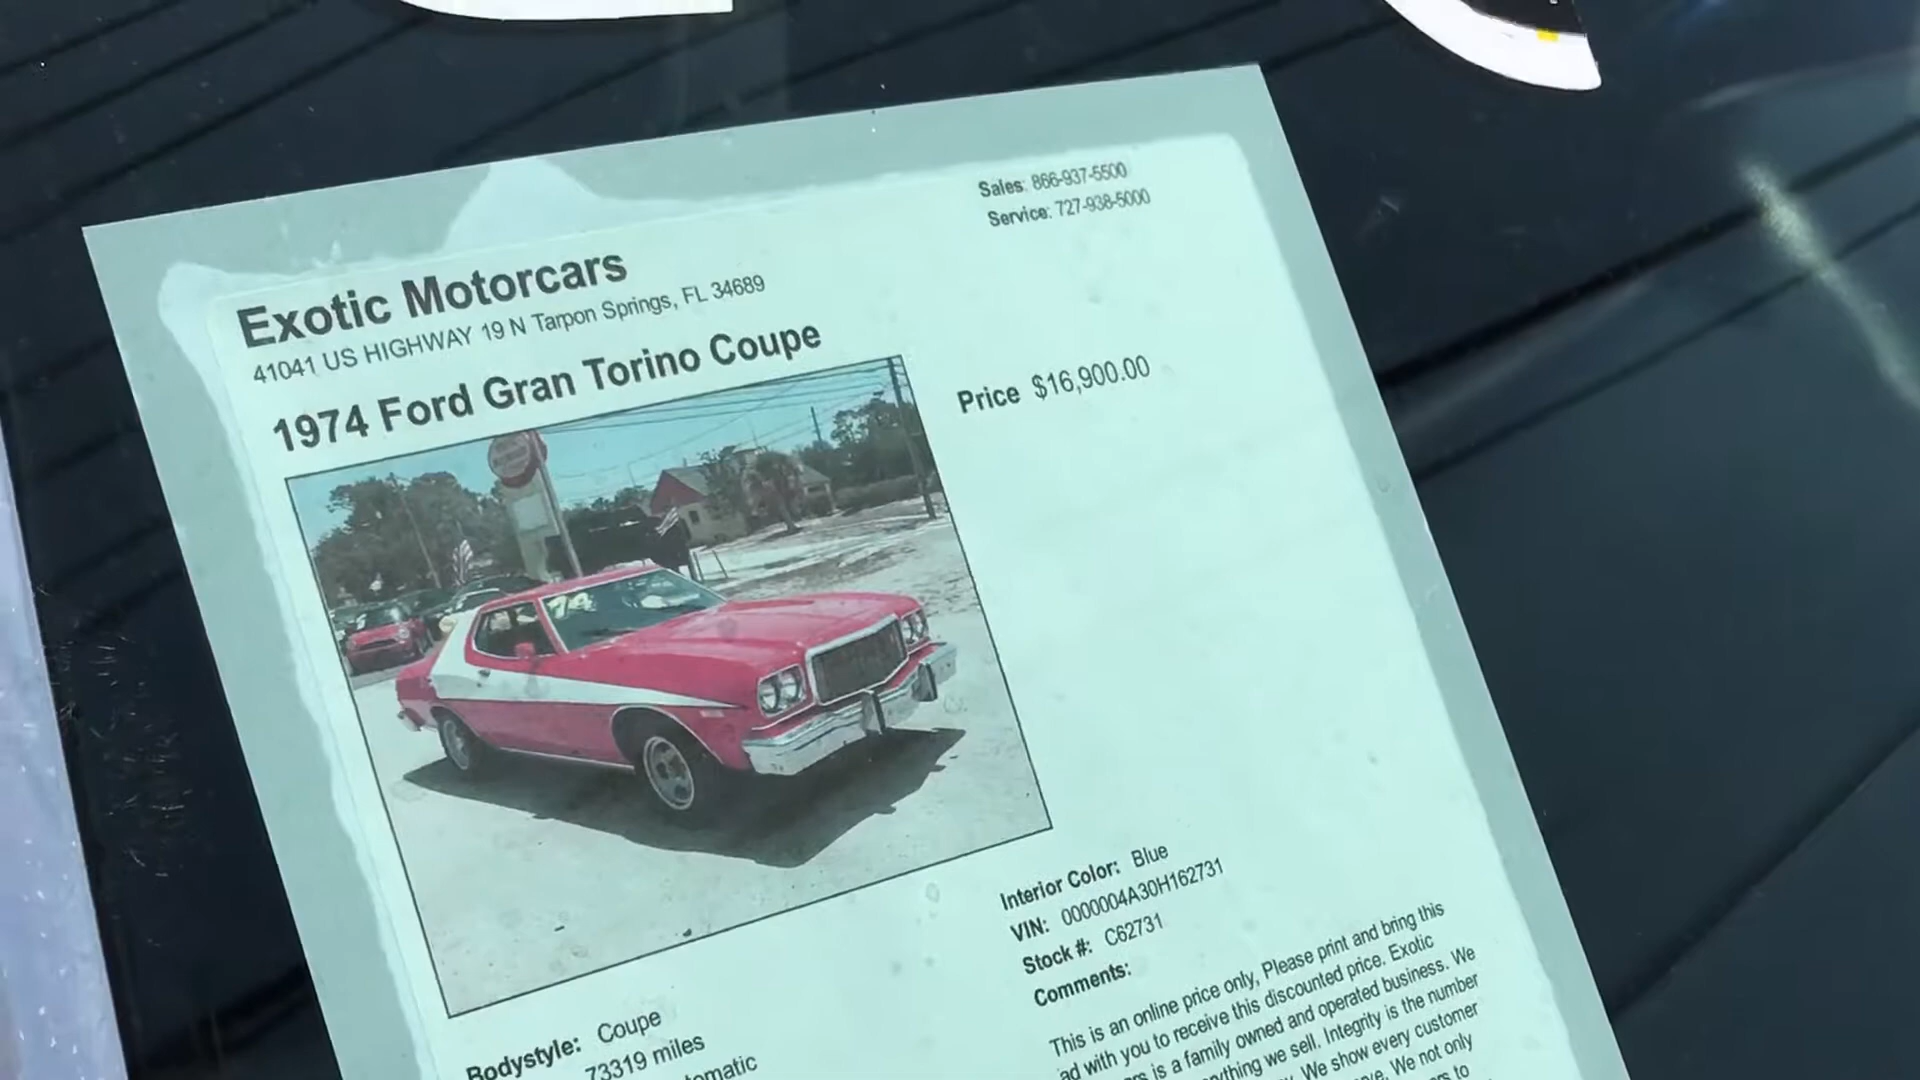 Sales: 866-937-5500
Service: 727-938-5000
Exotic Motorcars
41041 US HIGHWAY 19 N Tarpon Springs, FL 34689
1974 Ford Gran Torino Coupe
Price $16,900.00
74
Interior Color: Blue
VIN: 0000004A30H162731
Stock #: C62731
Comments:
This is an online price only, Please print and bring this
ad with you to receive this discounted price. Exotic
is a family owned and operated business. We
we sell. Integrity is the number
We show every customer
We not only
to
Bodystyle: Coupe
73319 miles